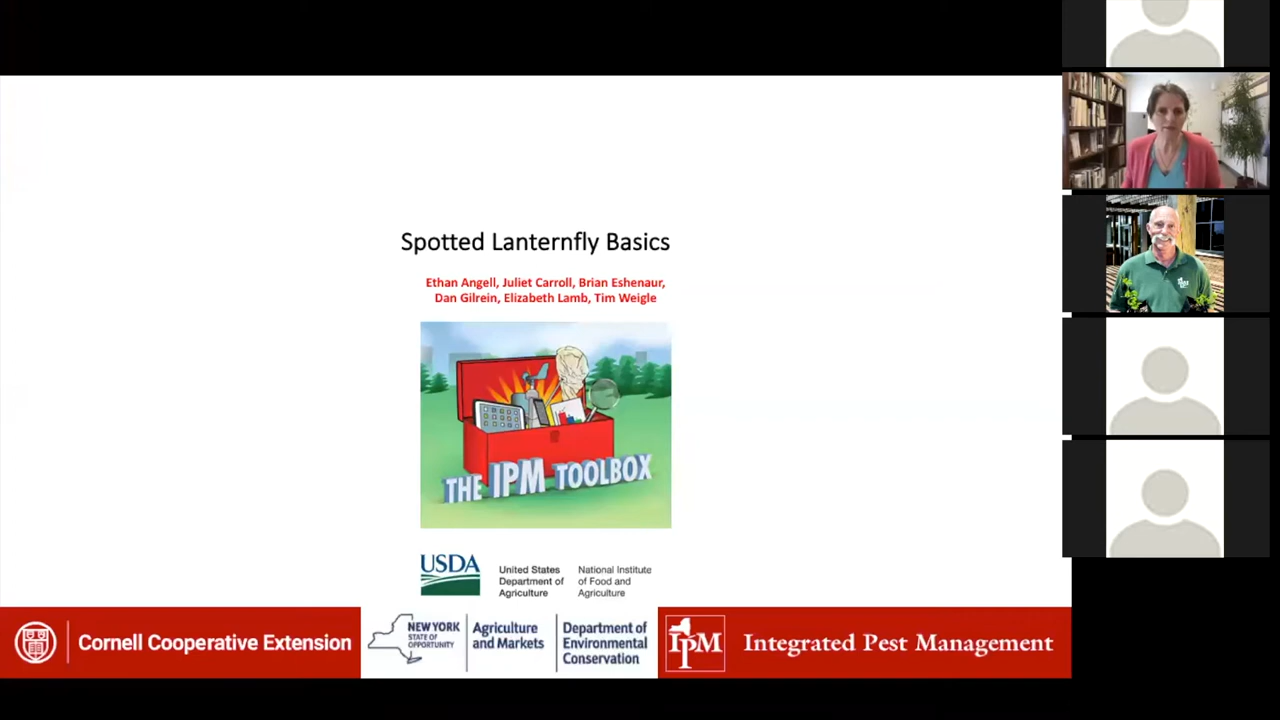 Spotted Lanternfly Basics
Ethan Angell, Juliet Carroll, Brian Eshenaur,
Dan Gilrein, Elizabeth Lamb, Tim Weigle
THE IPM TOOLBOX
USDA
United States
Department of
Agriculture
National Institute
of Food and
Agriculture
Cornell Cooperative Extension
NEW YORK
STATE OF
OPPORTUNITY
Agriculture
and Markets
Department of
Environmental
Conservation
IPM
Integrated Pest Management